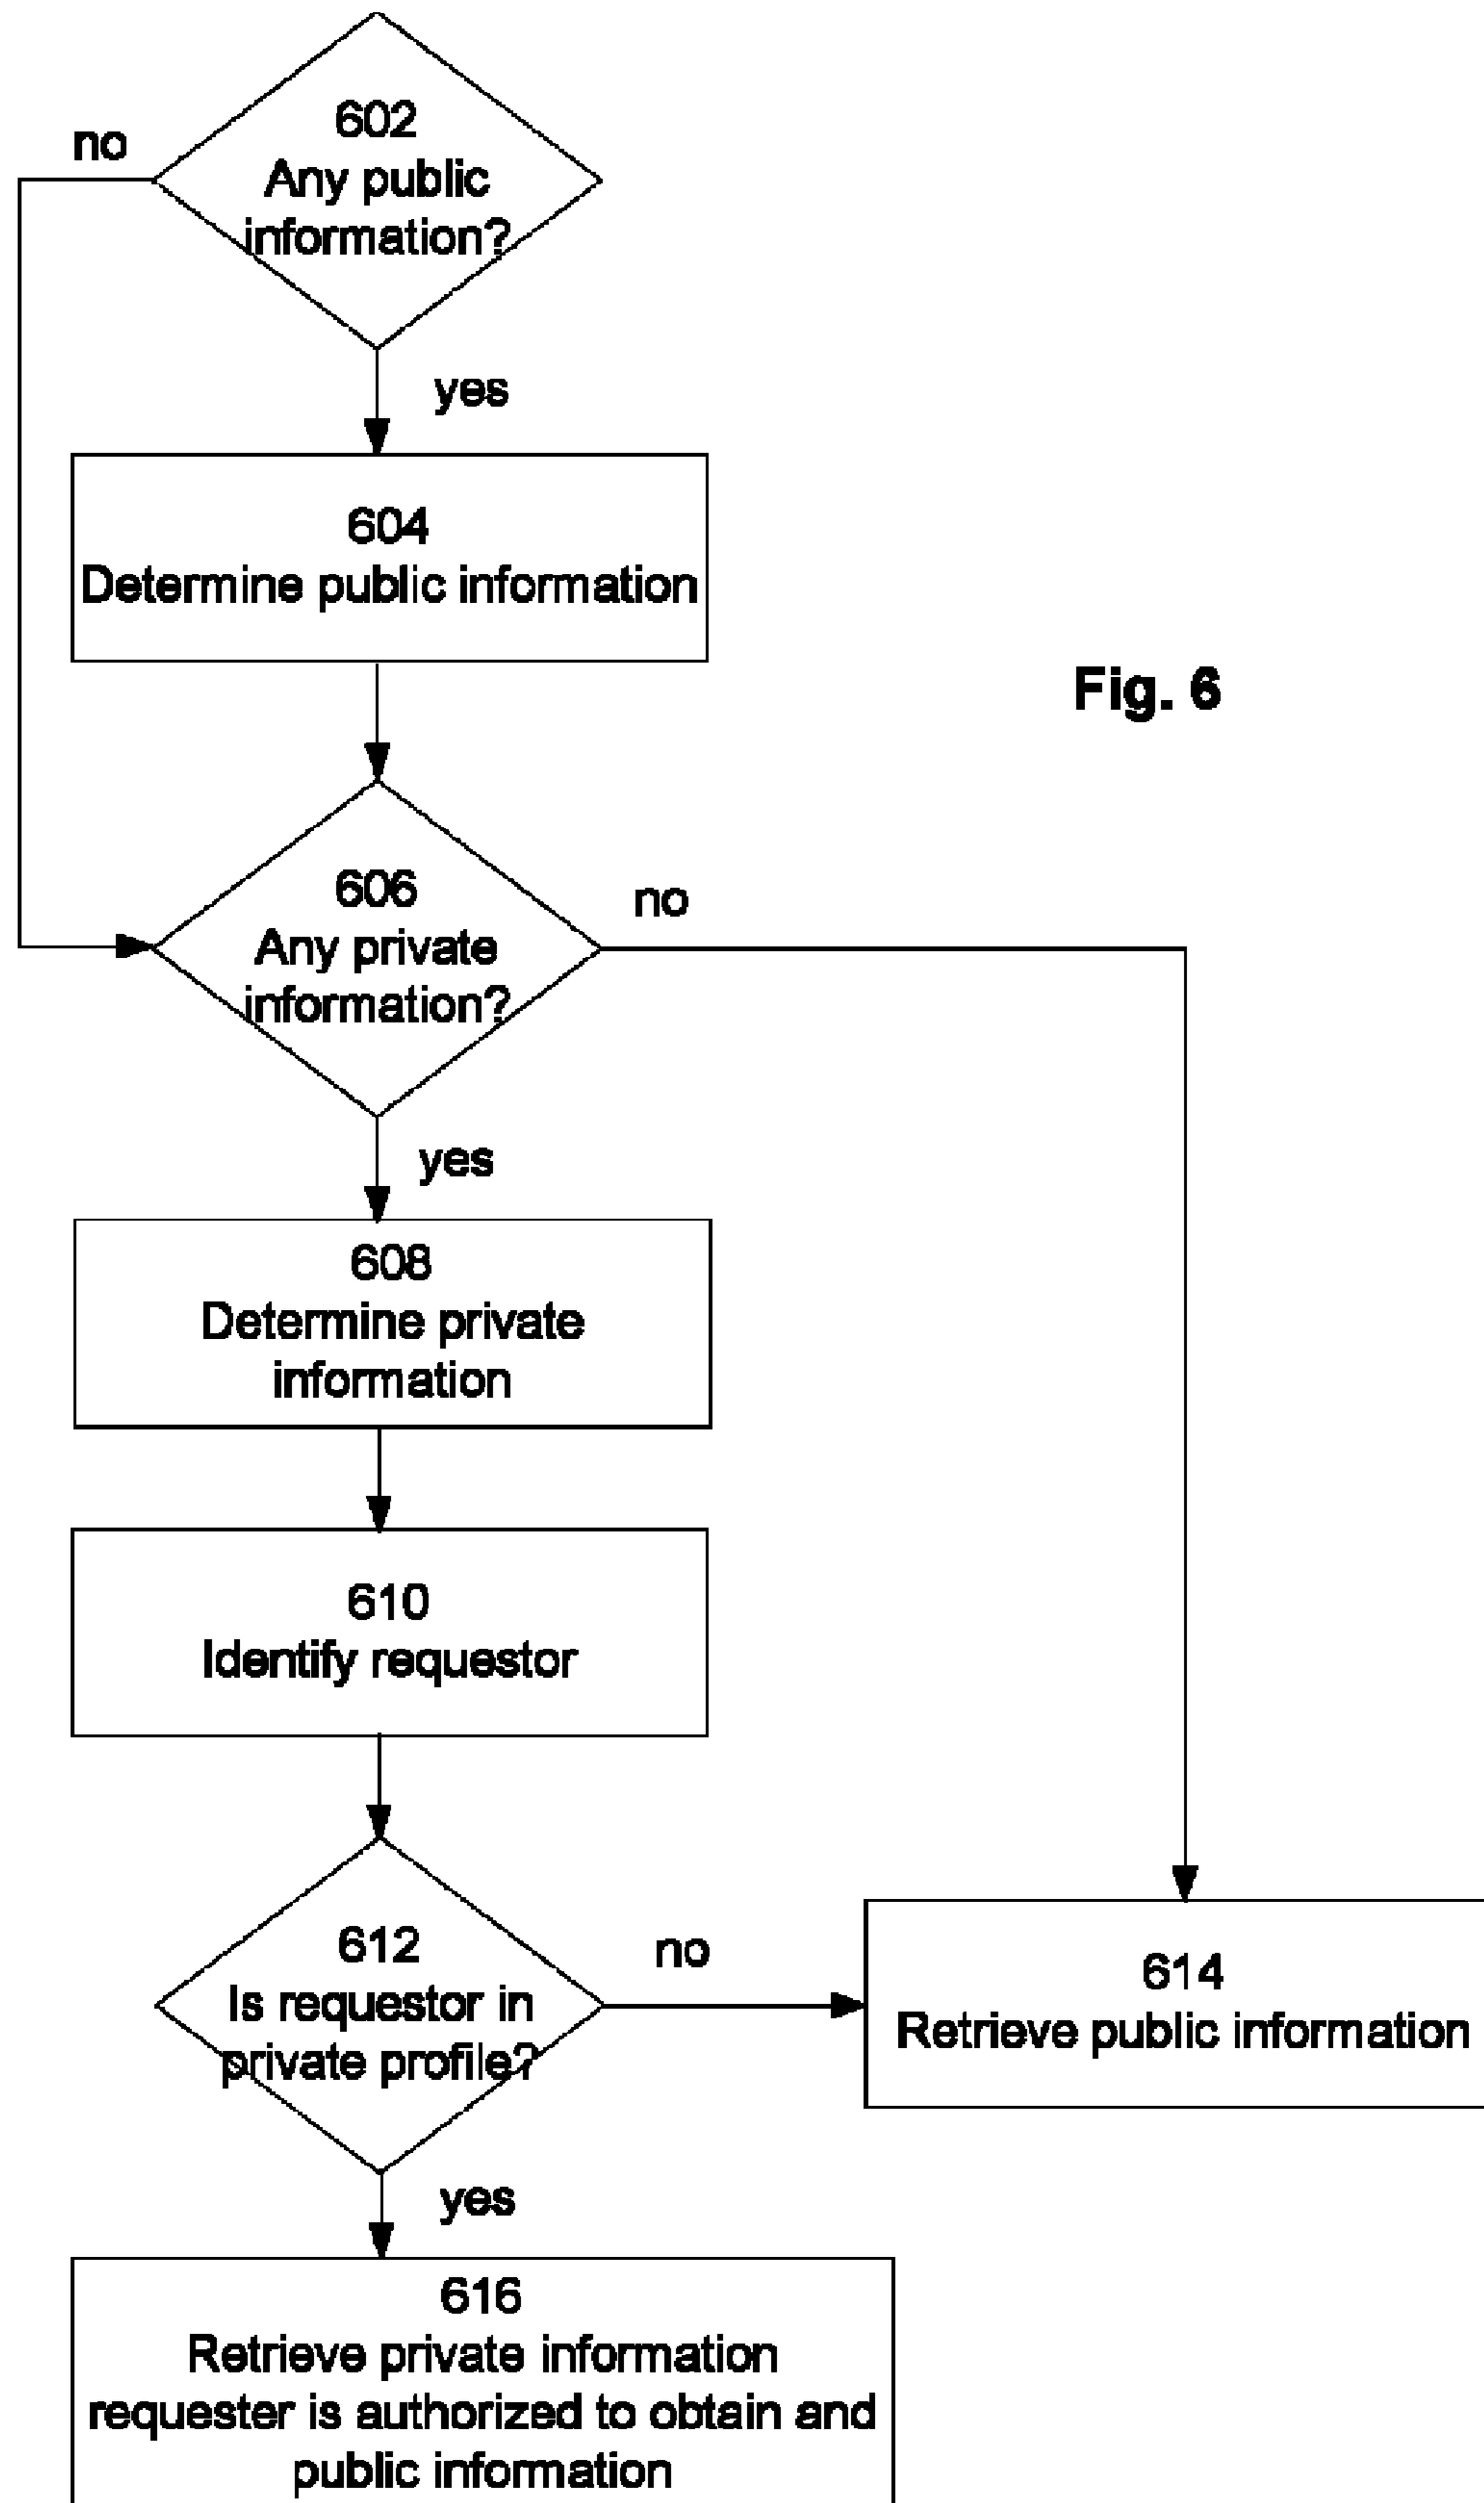 602
no
Any public
information?
yes
604
Determine public information
Fig. 6
606
no
Any private
information?
yes
608
Determine private
information
610
Identify requestor
612
no
Is requestor in
private profile?
614
Retrieve public information
yes
616
Retrieve private information
requester is authorized to obtain and
public information